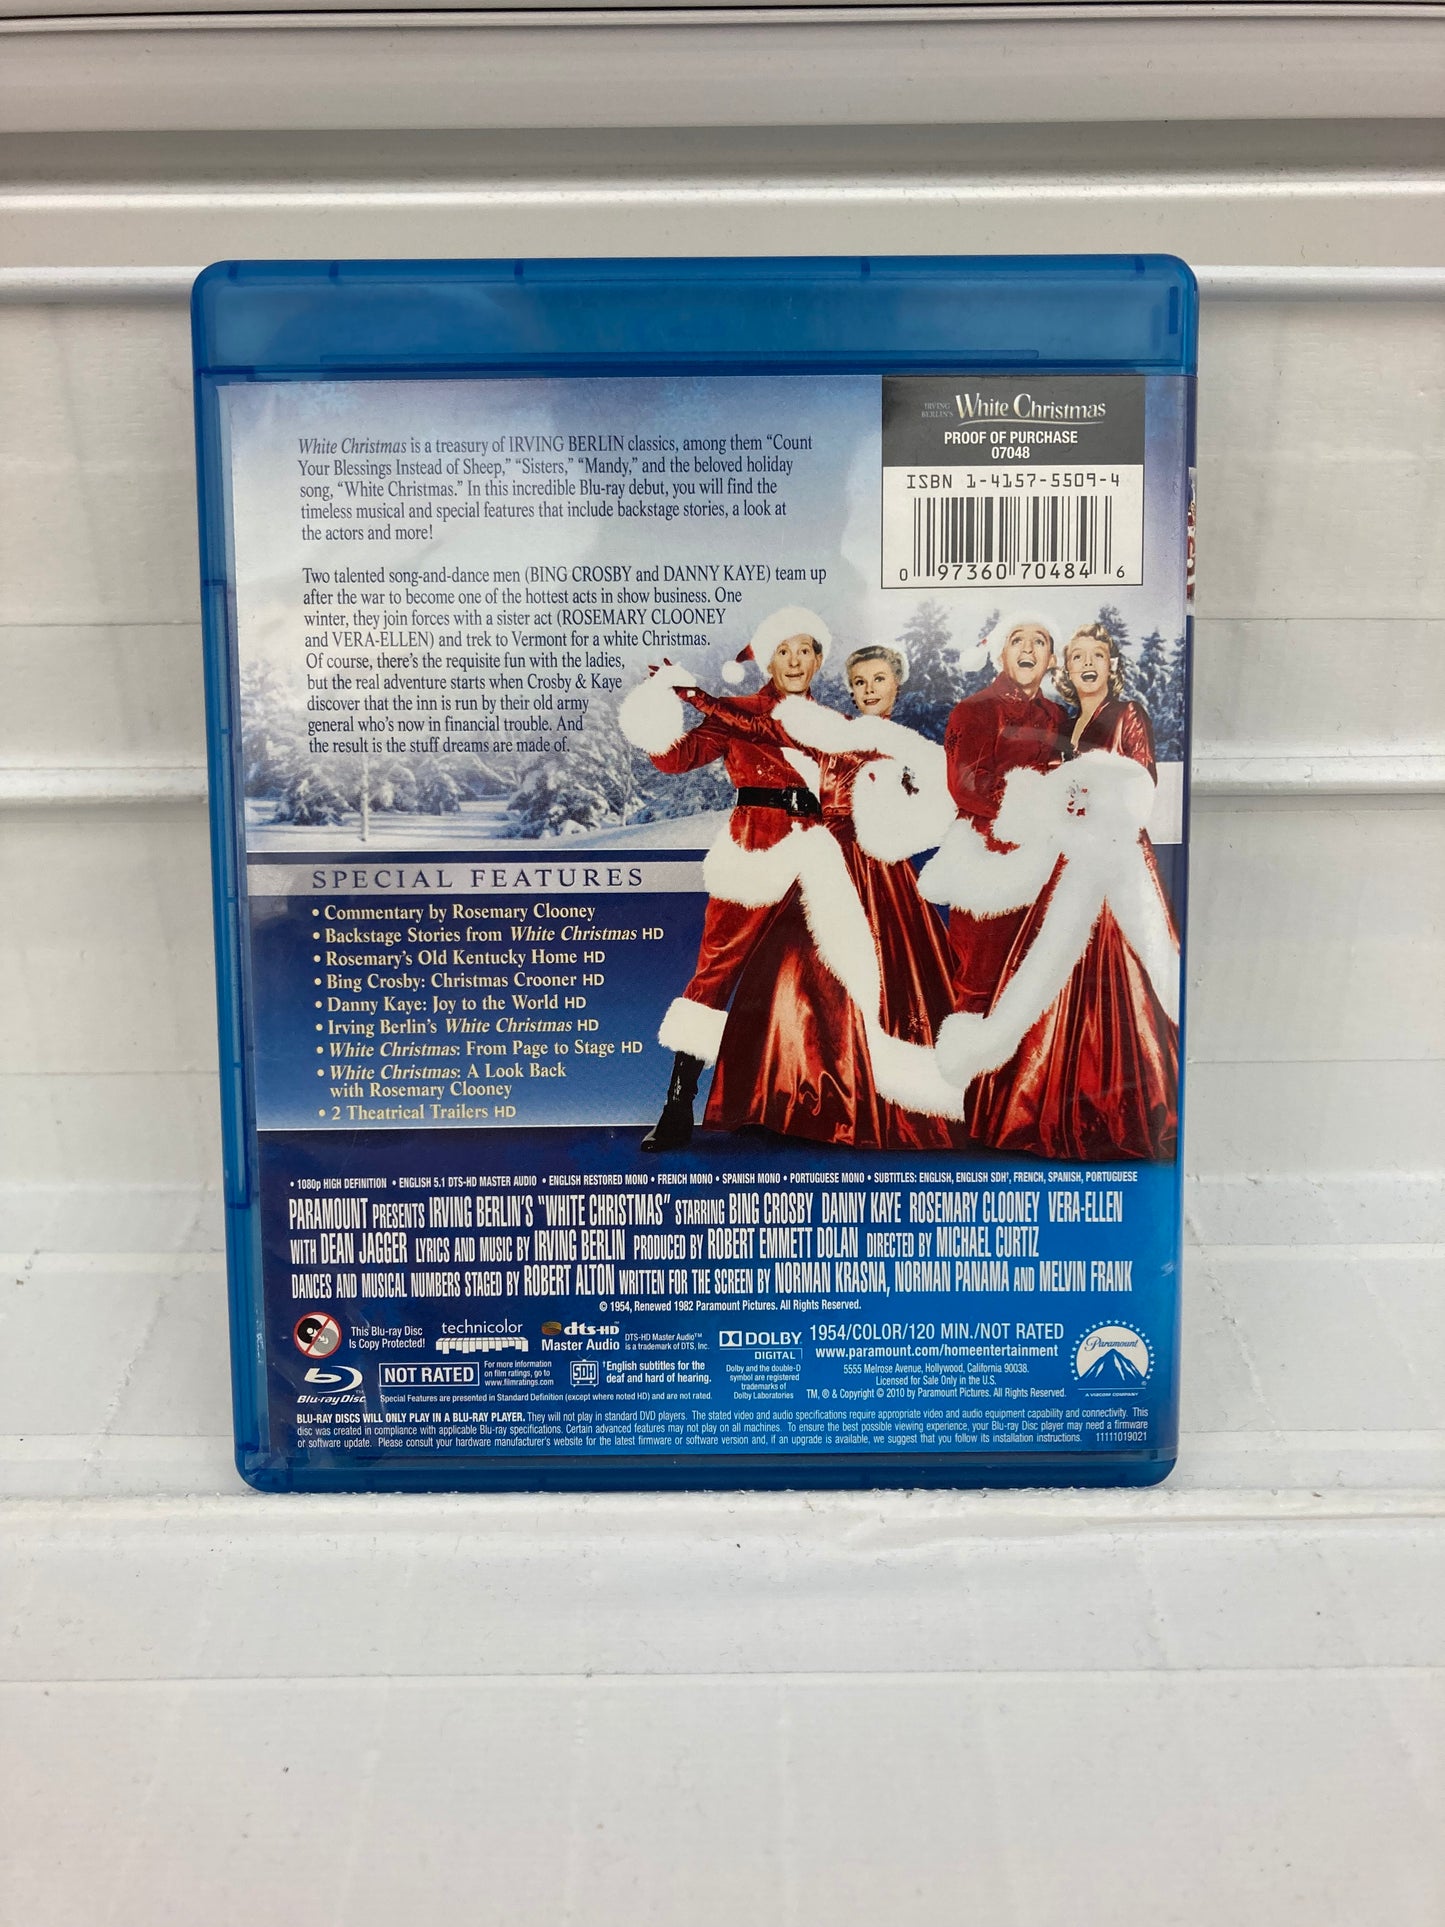 White Christmas is a treasury of IRVING BERLIN classics, among them “Count
Your Blessings Instead of Sheep,” “Sisters,” “Mandy,” and the beloved holiday
song, “White Christmas.” In this incredible Blu-ray debut, you will find the
timeless musical and special features that include backstage stories, a look at
the actors and more!
IRVING
BERLIN'S White Christmas
PROOF OF PURCHASE
07048
ISBN 1-4157-5509-4
0 97360 70484 6
Two talented song-and-dance men (BING CROSBY and DANNY KAYE) team up
after the war to become one of the hottest acts in show business. One
winter, they join forces with a sister act (ROSEMARY CLOONEY
and VERA-ELLEN) and trek to Vermont for a white Christmas.
Of course, there's the requisite fun with the ladies,
but the real adventure starts when Crosby & Kaye
discover that the inn is run by their old army
general who's now in financial trouble. And
the result is the stuff dreams are made of.
SPECIAL FEATURES
• Commentary by Rosemary Clooney
• Backstage Stories from White Christmas HD
• Rosemary's Old Kentucky Home HD
• Bing Crosby: Christmas Crooner HD
• Danny Kaye: Joy to the World HD
• Irving Berlin's White Christmas HD
• White Christmas: From Page to Stage HD
• White Christmas: A Look Back
with Rosemary Clooney
• 2 Theatrical Trailers HD
• 1080p HIGH DEFINITION • ENGLISH 5.1 DTS-HD MASTER AUDIO • ENGLISH RESTORED MONO • FRENCH MONO • SPANISH MONO • PORTUGUESE MONO • SUBTITLES: ENGLISH, ENGLISH SDH†, FRENCH, SPANISH, PORTUGUESE
PARAMOUNT PRESENTS IRVING BERLIN'S “WHITE CHRISTMAS” STARRING BING CROSBY DANNY KAYE ROSEMARY CLOONEY VERA-ELLEN
WITH DEAN JAGGER LYRICS AND MUSIC BY IRVING BERLIN PRODUCED BY ROBERT EMMETT DOLAN DIRECTED BY MICHAEL CURTIZ
DANCES AND MUSICAL NUMBERS STAGED BY ROBERT ALTON WRITTEN FOR THE SCREEN BY NORMAN KRASNA, NORMAN PANAMA AND MELVIN FRANK
© 1954, Renewed 1982 Paramount Pictures. All Rights Reserved.
This Blu-ray Disc
Is Copy Protected!
technicolor
dts-HD
Master Audio
DTS-HD Master Audio™
is a trademark of DTS, Inc.
DOLBY
DIGITAL
Dolby and the double-D
symbol are registered
trademarks of
Dolby Laboratories
1954/COLOR/120 MIN./NOT RATED
www.paramount.com/homeentertainment
5555 Melrose Avenue, Hollywood, California 90038.
Licensed for Sale Only in the U.S.
TM, ® & Copyright © 2010 by Paramount Pictures. All Rights Reserved.
Paramount
A VIACOM COMPANY
Blu-ray Disc™
NOT RATED
For more information
on film ratings, go to
www.filmratings.com
SDH
†English subtitles for the
deaf and hard of hearing.
Special Features are presented in Standard Definition (except where noted HD) and are not rated.
BLU-RAY DISCS WILL ONLY PLAY IN A BLU-RAY PLAYER. They will not play in standard DVD players. The stated video and audio specifications require appropriate video and audio equipment capability and connectivity. This
disc was created in compliance with applicable Blu-ray specifications. Certain advanced features may not play on all machines. To ensure the best possible viewing experience, your Blu-ray Disc player may need a firmware
or software update. Please consult your hardware manufacturer's website for the latest firmware or software version and, if an upgrade is available, we suggest that you follow its installation instructions. 11111019021